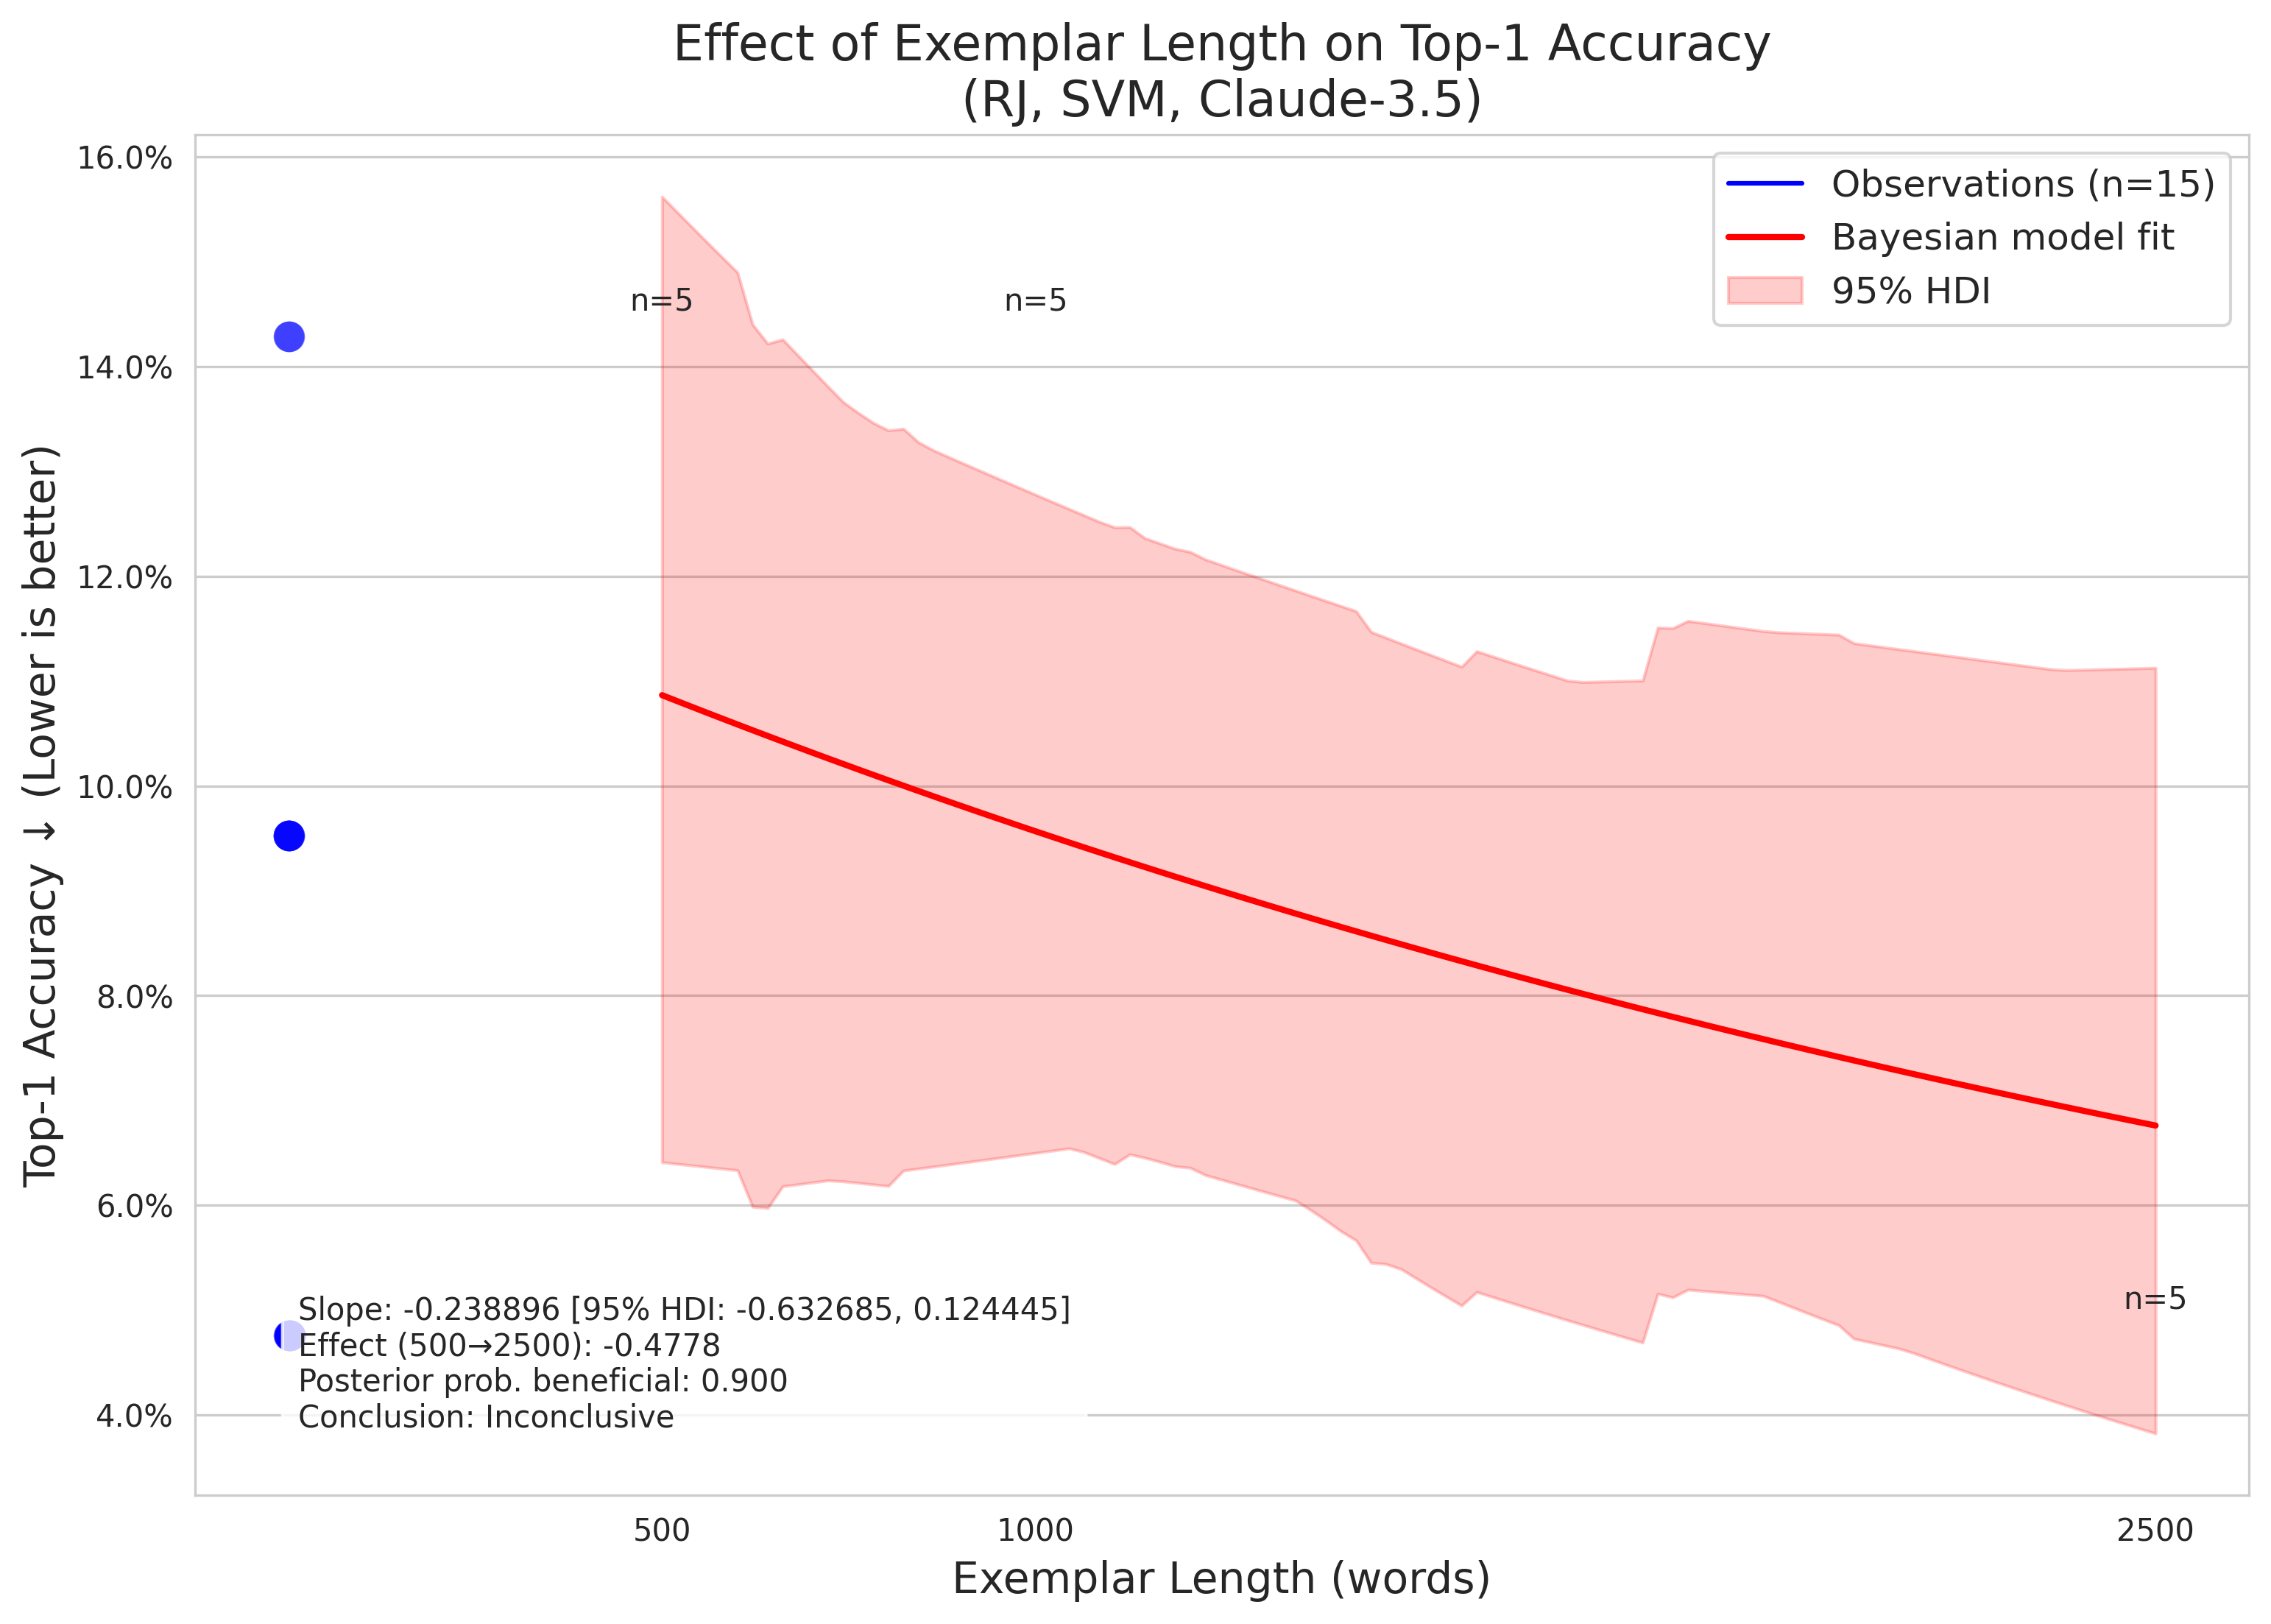 Effect of Exemplar Length on Top-1 Accuracy
(RJ, SVM, Claude-3.5)
Top-1 Accuracy ↓ (Lower is better)
16.0%
14.0%
12.0%
10.0%
8.0%
6.0%
4.0%
Observations (n=15)
Bayesian model fit
95% HDI
n=5
n=5
n=5
Slope: -0.238896 [95% HDI: -0.632685, 0.124445]
Effect (500→2500): -0.4778
Posterior prob. beneficial: 0.900
Conclusion: Inconclusive
500
1000
2500
Exemplar Length (words)